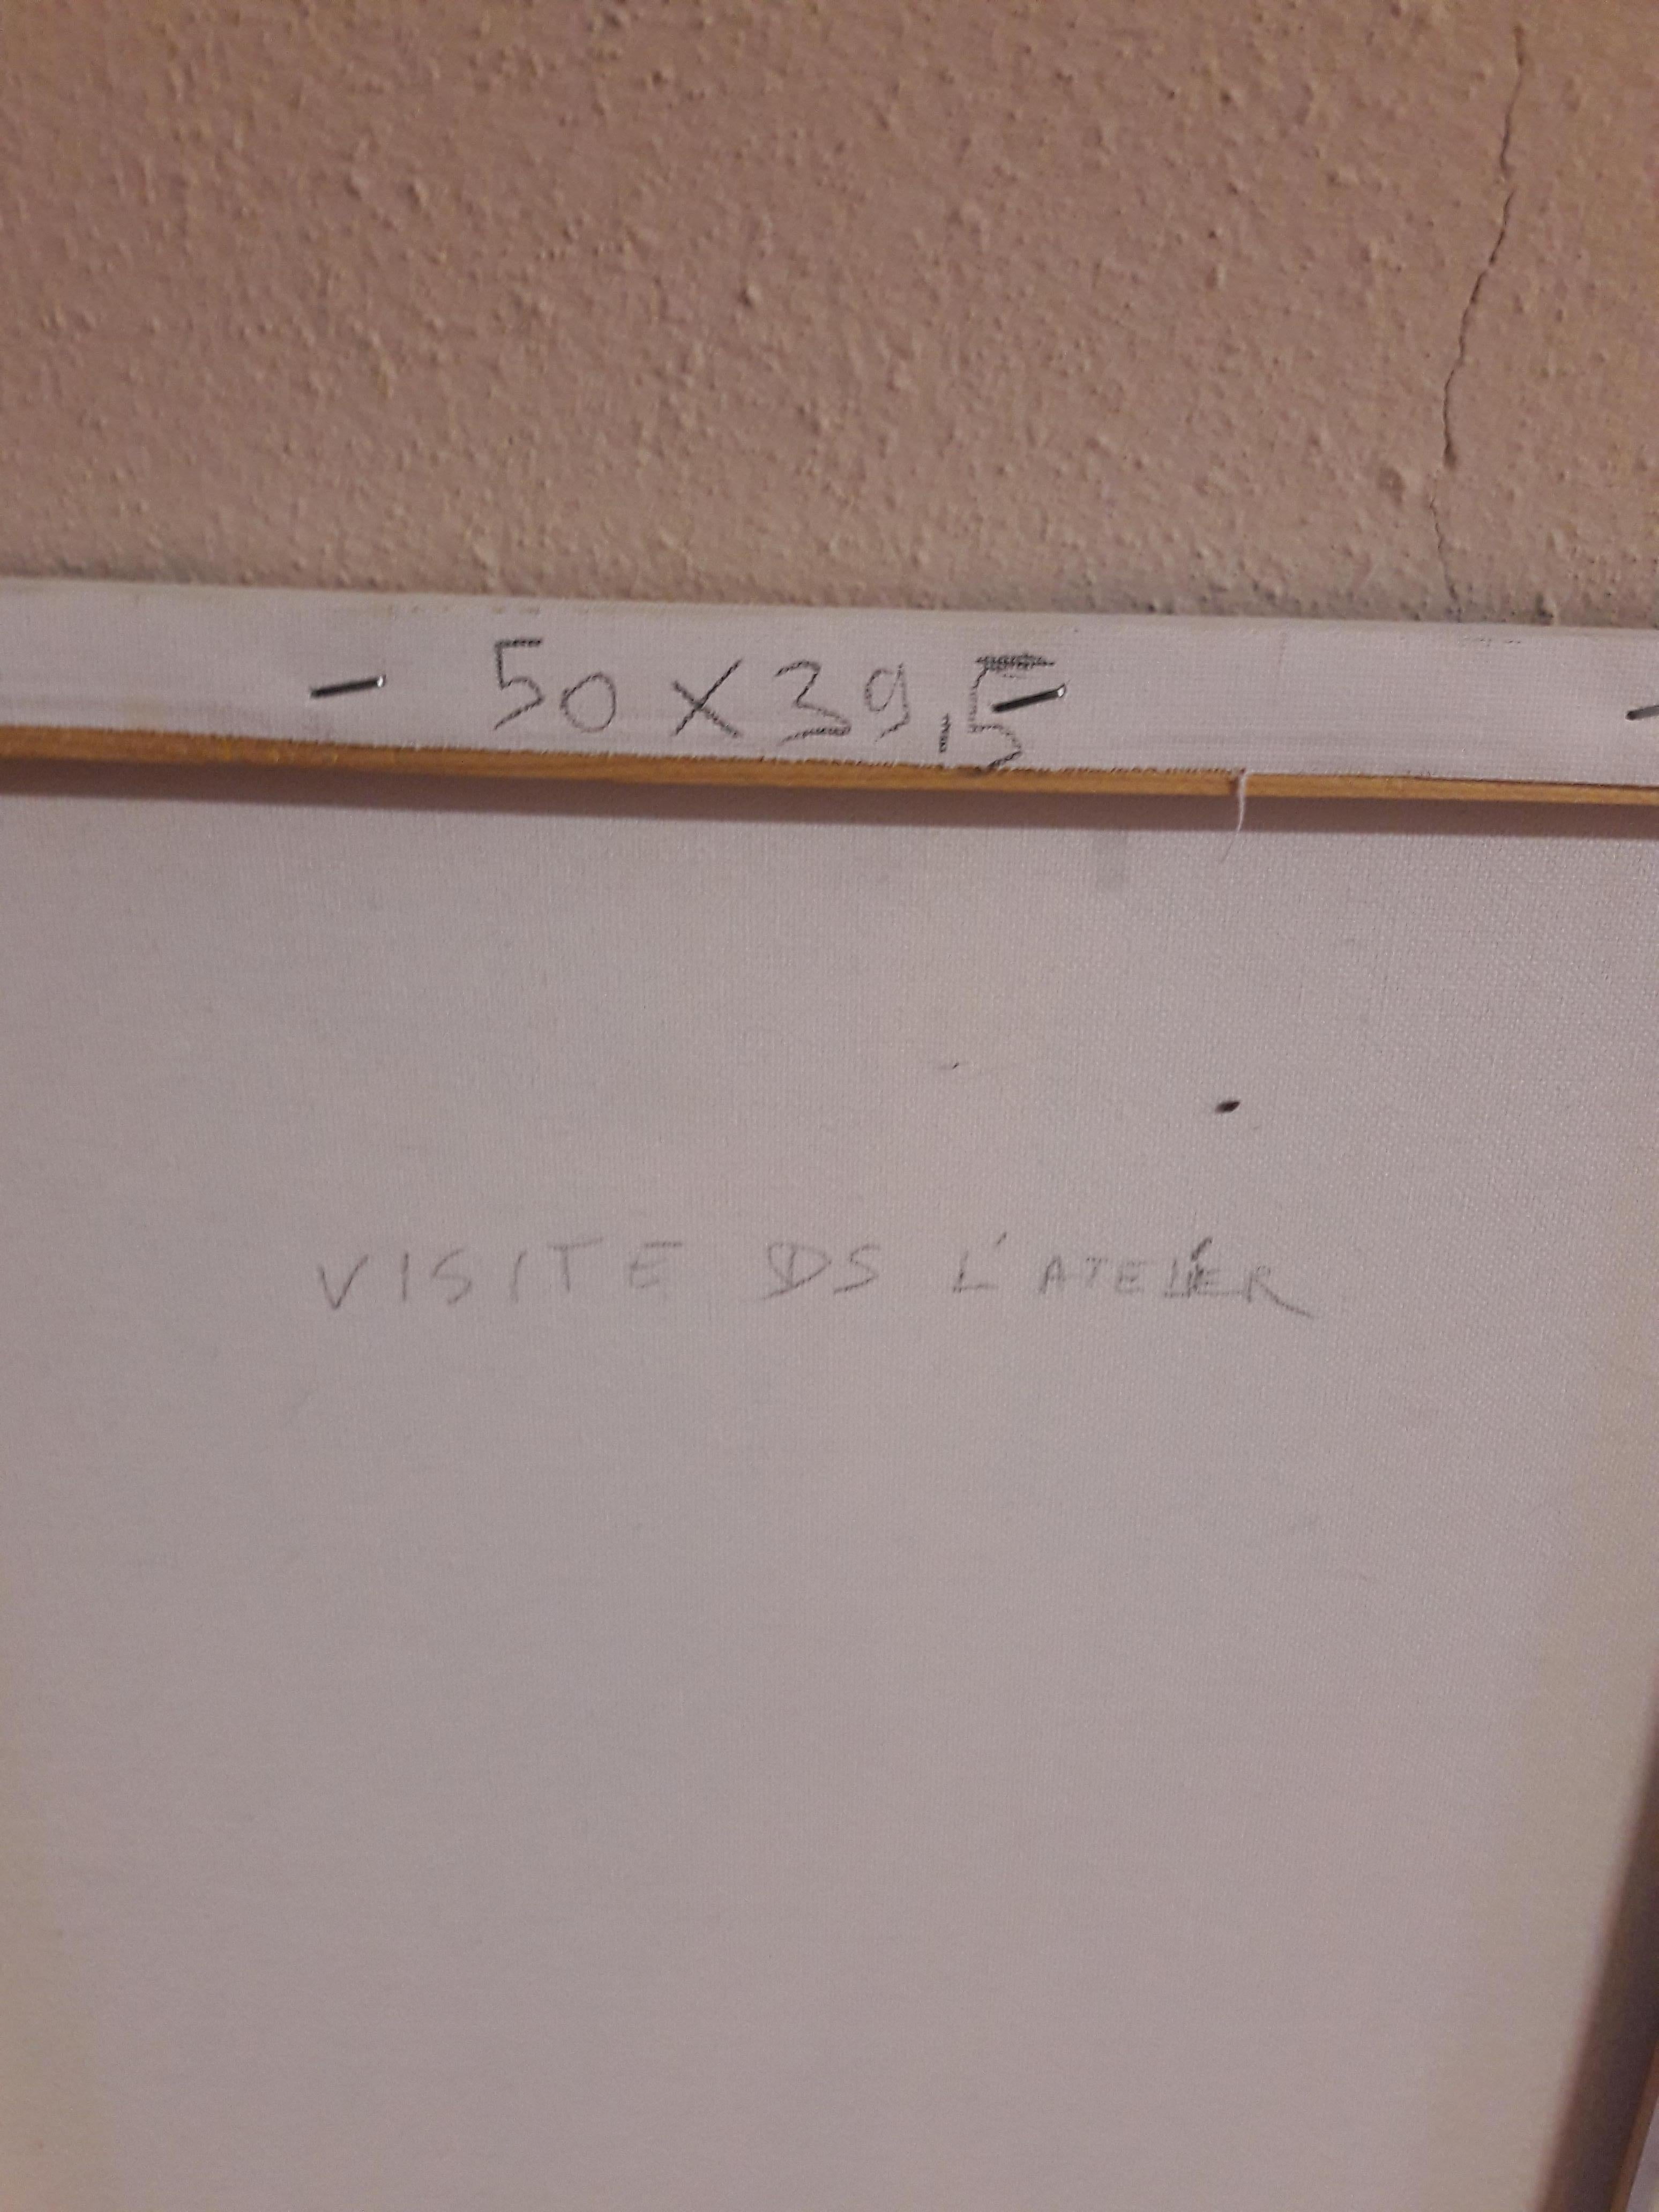 50 X 39,5
VISITE DS L'ATELIER